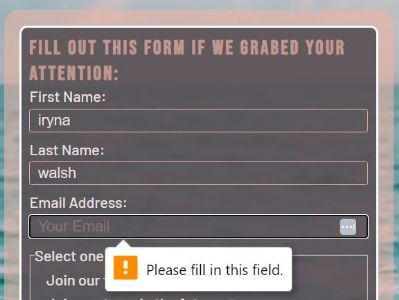 FILL OUT THIS FORM IF WE GRABED YOUR
ATTENTION:
First Name:
iryna
Last Name:
walsh
Email Address:
Your Email
Select one
Please fill in this field.
Join our